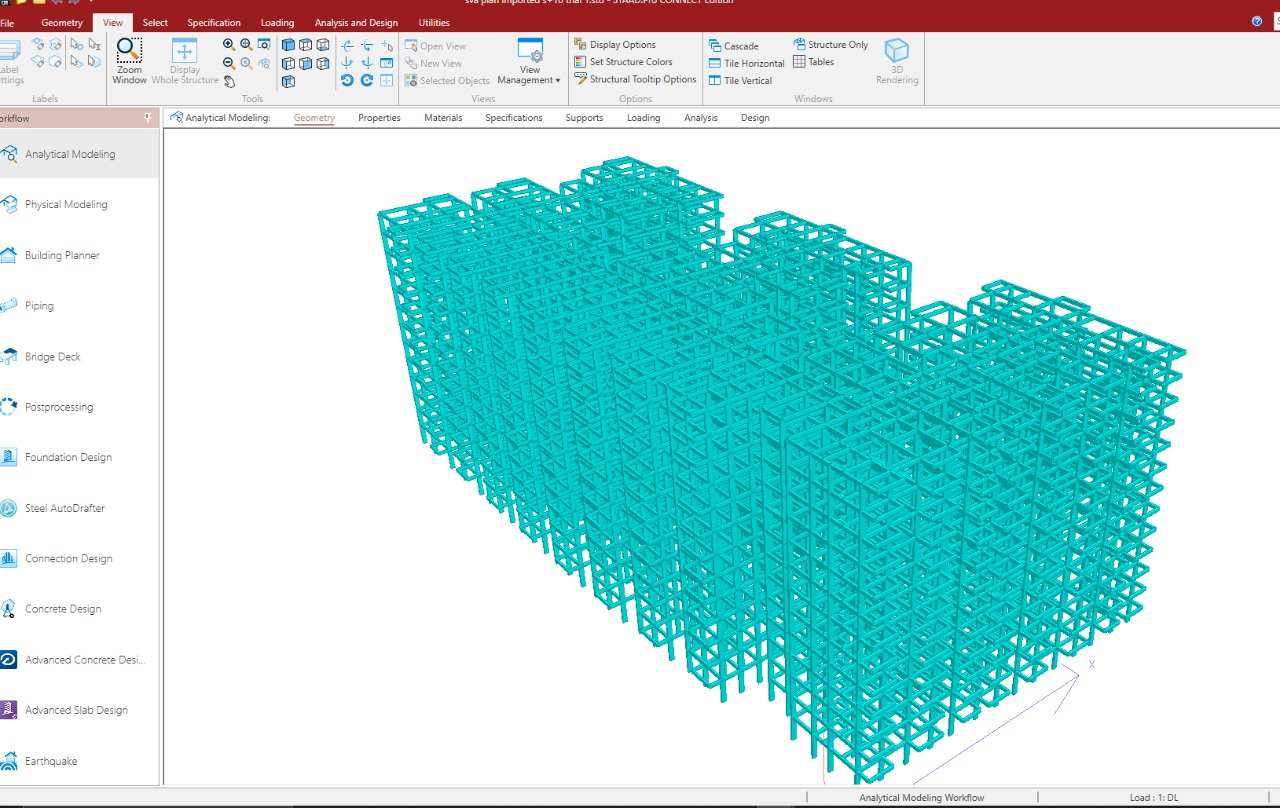 sva plan imported s+10 trial 1.std - STAAD.Pro CONNECT Edition
File Geometry View Select Specification Loading Analysis and Design Utilities
Zoom Window
Display Whole Structure
Open View
New View
Selected Objects
View Management
Display Options
Set Structure Colors
Structural Tooltip Options
Cascade
Tile Horizontal
Tile Vertical
Structure Only
Tables
3D Rendering
Labels Tools Views Options Windows
Analytical Modeling: Geometry Properties Materials Specifications Supports Loading Analysis Design
Analytical Modeling
Physical Modeling
Building Planner
Piping
Bridge Deck
Postprocessing
Foundation Design
Steel AutoDrafter
Connection Design
Concrete Design
Advanced Concrete Desi...
Advanced Slab Design
Earthquake
X
Analytical Modeling Workflow Load : 1: DL